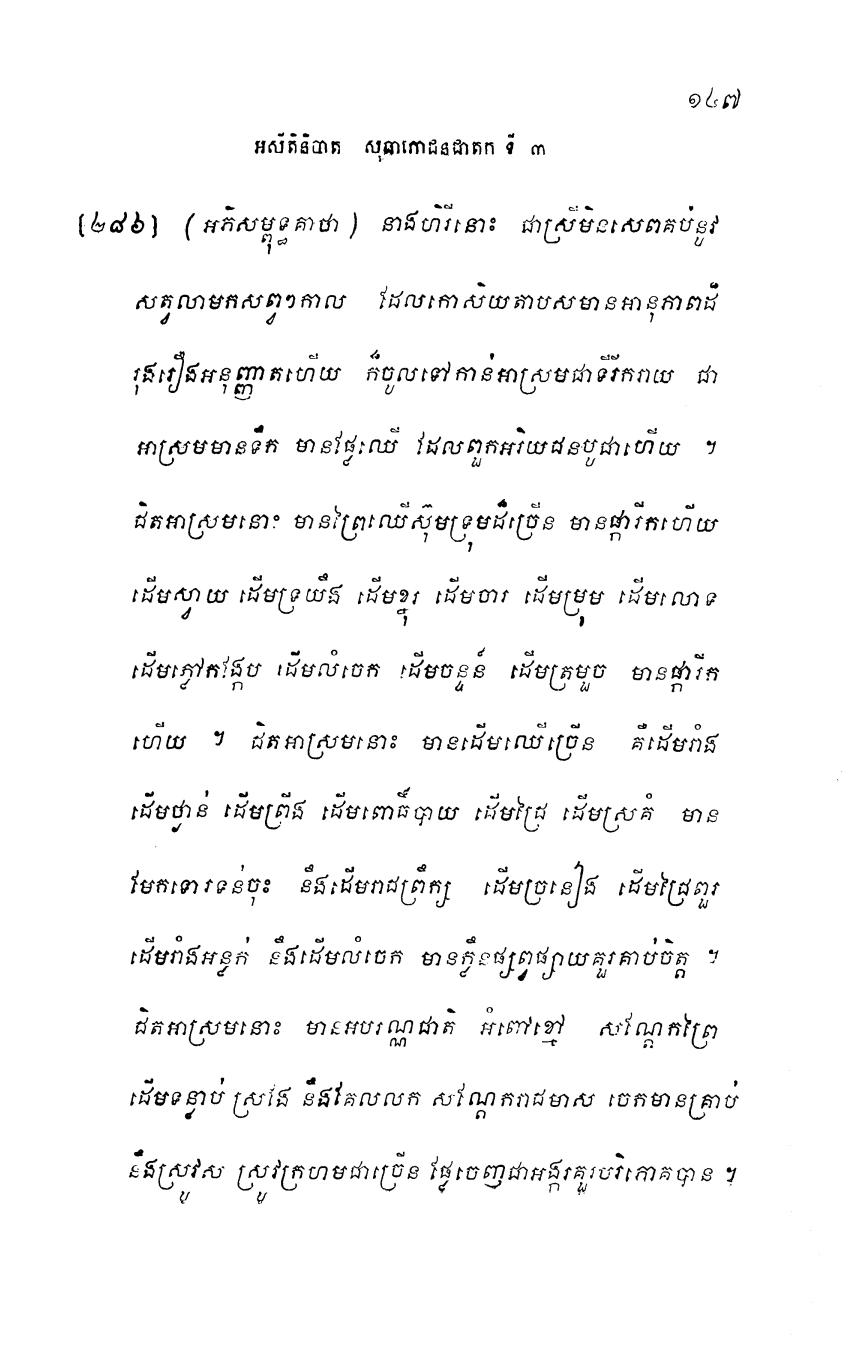 ១៤៧
អសីតិនិបាត សុធាភោជនជាតក ទី ៣
[២៨៦] (អភិសម្ពុទ្ធគាថា) នាងហិរីនោះ ជាស្រីមិនសេពគប់នូវ
សត្វលាមកសព្វៗកាល ដែលកោសិយតាបសមានអានុភាពដ៏
រុងរឿងអនុញ្ញាតហើយ ក៏ចូលទៅកាន់អាស្រមជាទីរីករាយ ជា
អាស្រមមានទឹក មានផ្លែឈើ ដែលពួកអរិយជនបូជាហើយ ។
ជិតអាស្រមនោះ មានព្រៃឈើស៊ុមទ្រុមដ៏ច្រើន មានផ្ការីកហើយ
ដើមស្វាយ ដើមទ្រយឹង ដើមខ្នុរ ដើមចារ ដើមម្រុម ដើមលោទ
ដើមភ្លៅកង្កែប ដើមលំចេក ដើមចន្ទន៍ ដើមត្រមួច មានផ្ការីក
ហើយ ។ ជិតអាស្រមនោះ មានដើមឈើច្រើន គឺដើមរាំង
ដើមថ្ងាន់ ដើមព្រីង ដើមពោធិ៍បាយ ដើមជ្រៃ ដើមស្រគំ មាន
មែកទោរទន់ចុះ នឹងដើមរាជព្រឹក្ស ដើមច្រនៀង ដើមជ្រៃពួរ
ដើមរាំងអន្ទក់ នឹងដើមលំចេក មានក្លិនផ្សព្វផ្សាយគួរគាប់ចិត្ត ។
ជិតអាស្រមនោះ មានអបរណ្ណជាតិ អំពៅខ្មៅ សណ្តែកព្រៃ
ដើមទន្ទាប់ ស្រងែ នឹងគែលលក សណ្តែករាជមាស ចេកមានគ្រាប់
នឹងស្រូវស ស្រូវក្រហមជាច្រើន ផ្លែចេញជាអង្ករគួរបរិភោគបាន ។